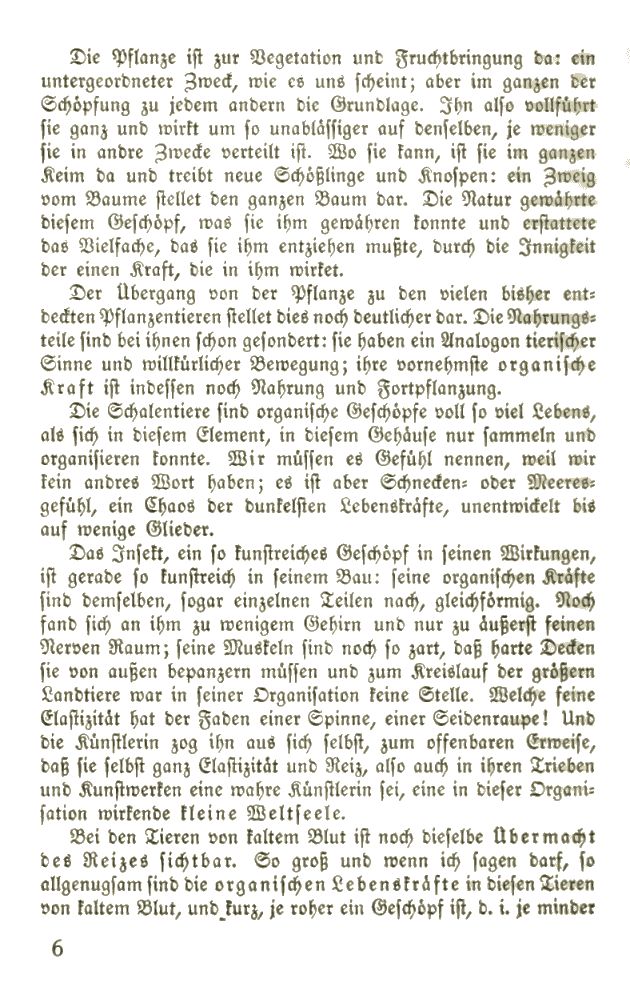 Die Pflanze ist zur Vegetation und Fruchtbringung da: ein
untergeordneter Zweck, wie es uns scheint; aber im ganzen der
Schöpfung zu jedem andern die Grundlage. Ihn also vollführt
sie ganz und wirkt um so unablässiger auf denselben, je weniger
sie in andre Zwecke verteilt ist. Wo sie kann, ist sie im ganzen
Keim da und treibt neue Schößlinge und Knospen: ein Zweig
vom Baume stellet den ganzen Baum dar. Die Natur gewährte
diesem Geschöpf, was sie ihm gewähren konnte und erstattete
das Vielfache, das sie ihm entziehen mußte, durch die Innigkeit
der einen Kraft, die in ihm wirket.
Der Übergang von der Pflanze zu den vielen bisher ent-
deckten Pflanzentieren stellet dies noch deutlicher dar. Die Nahrungs-
teile sind bei ihnen schon gesondert: sie haben ein Analogon tierischer
Sinne und willkürlicher Bewegung; ihre vornehmste organische
Kraft ist indessen noch Nahrung und Fortpflanzung.
Die Schalentiere sind organische Geschöpfe voll so viel Lebens,
als sich in diesem Element, in diesem Gehäuse nur sammeln und
organisieren konnte. Wir müssen es Gefühl nennen, weil wir
kein andres Wort haben; es ist aber Schnecken- oder Meeres-
gefühl, ein Chaos der dunkelsten Lebenskräfte, unentwickelt bis
auf wenige Glieder.
Das Insekt, ein so kunstreiches Geschöpf in seinen Wirkungen,
ist gerade so kunstreich in seinem Bau: seine organischen Kräfte
sind demselben, sogar einzelnen Teilen nach, gleichförmig. Noch
fand sich an ihm zu wenigem Gehirn und nur zu äußerst feinen
Nerven Raum; seine Muskeln sind noch so zart, daß harte Decken
sie von außen bepanzern müssen und zum Kreislauf der größern
Landtiere war in seiner Organisation keine Stelle. Welche feine
Elastizität hat der Faden einer Spinne, einer Seidenraupe! Und
die Künstlerin zog ihn aus sich selbst, zum offenbaren Erweise,
daß sie selbst ganz Elastizität und Reiz, also auch in ihren Trieben
und Kunstwerken eine wahre Künstlerin sei, eine in dieser Organi-
sation wirkende kleine Weltseele.
Bei den Tieren von kaltem Blut ist noch dieselbe Übermacht
des Reizes sichtbar. So groß und wenn ich sagen darf, so
allgenugsam sind die organischen Lebenskräfte in diesen Tieren
von kaltem Blut, und kurz, je roher ein Geschöpf ist, d. i. je minder
6